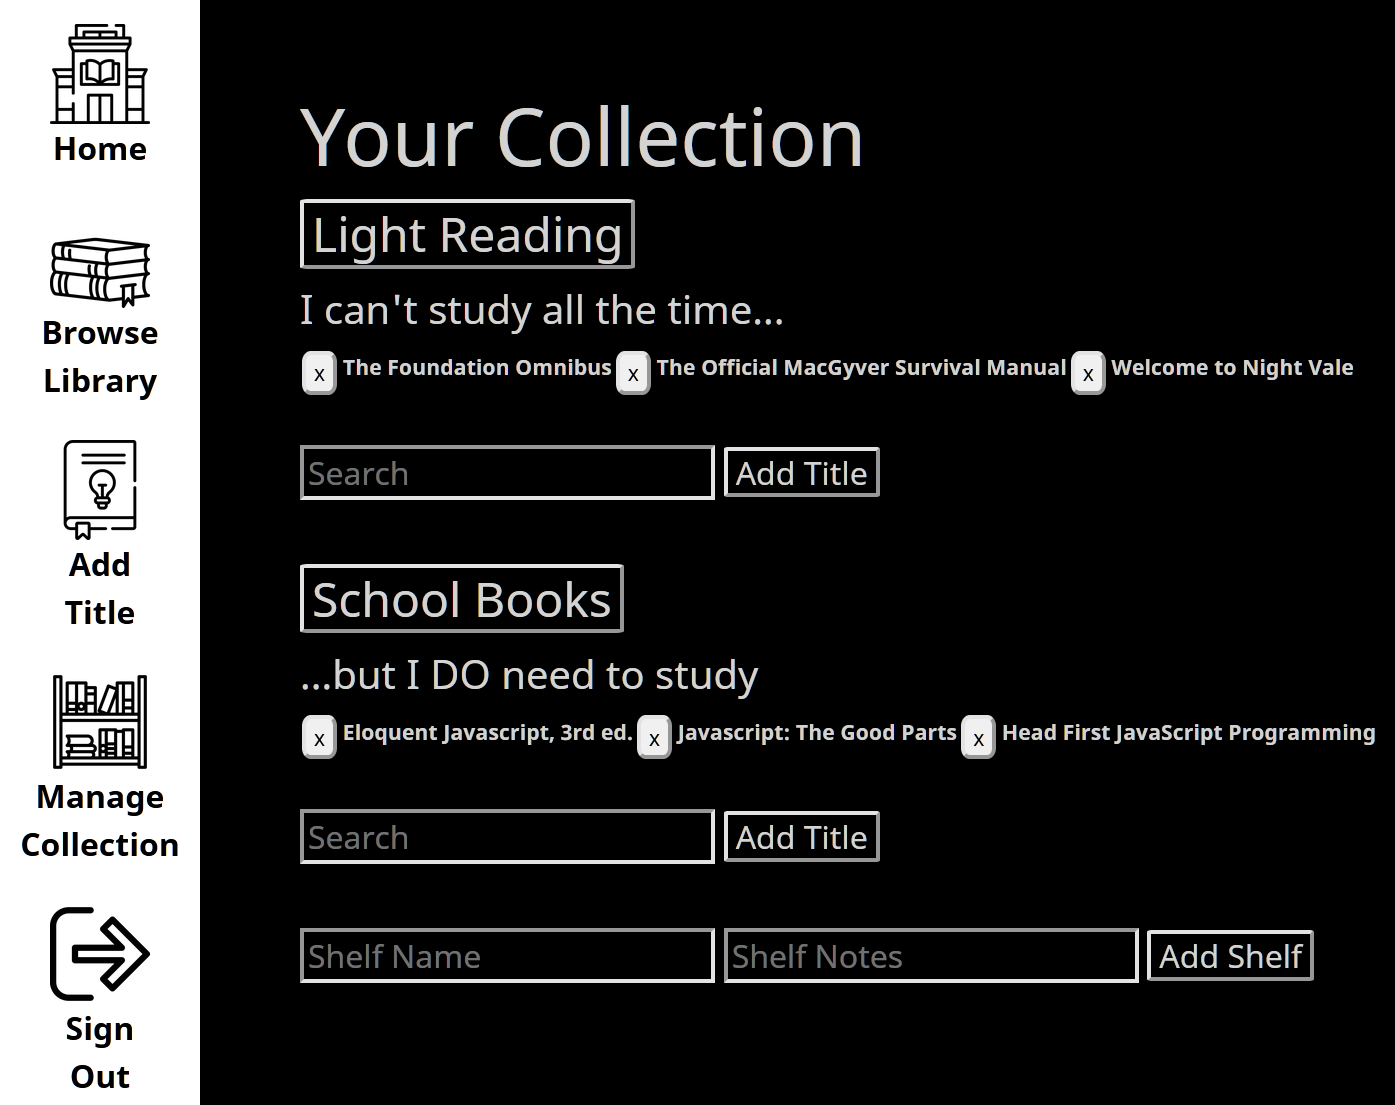 Home
Browse
Library
Add
Title
Manage
Collection
Sign
Out
Your Collection
Light Reading
I can't study all the time...
x The Foundation Omnibus x The Official MacGyver Survival Manual x Welcome to Night Vale
Search Add Title
School Books
...but I DO need to study
x Eloquent Javascript, 3rd ed. x Javascript: The Good Parts x Head First JavaScript Programming
Search Add Title
Shelf Name Shelf Notes Add Shelf